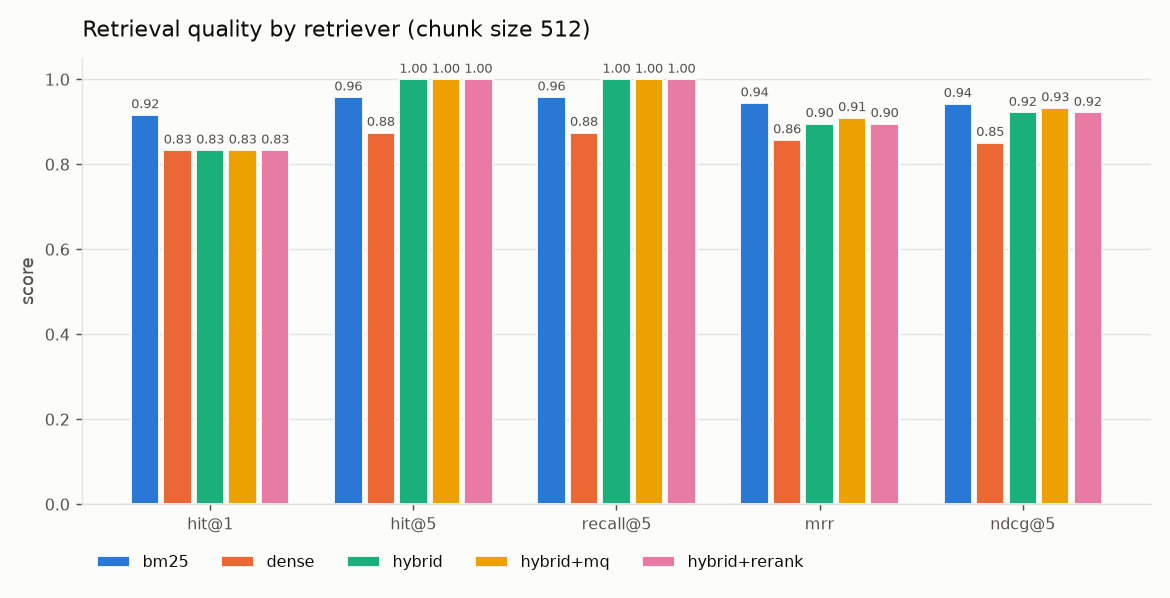 Retrieval quality by retriever (chunk size 512)
1.00 1.00 1.00 1.00 1.00 1.00
1.0
0.96 0.96 0.94 0.94
0.92 0.93
0.92 0.92
0.90 0.91 0.90
0.88 0.88
0.86 0.85
0.83 0.83 0.83 0.83
0.8
0.6
score
0.4
0.2
0.0
hit@1 hit@5 recall@5 mrr ndcg@5
bm25 dense hybrid hybrid+mq hybrid+rerank